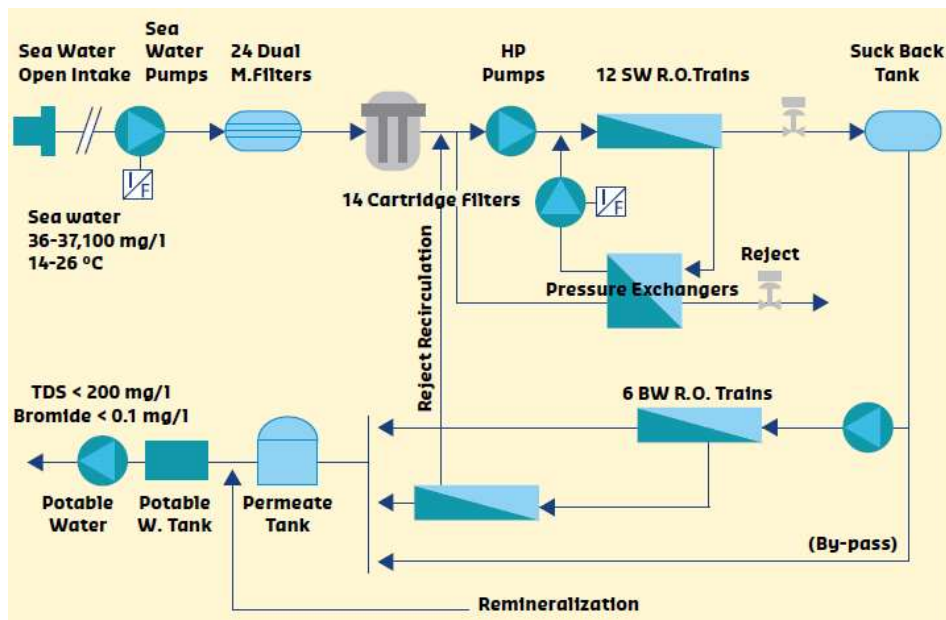 Sea Water
Open Intake
Sea
Water
Pumps
24 Dual
M.Filters
HP
Pumps
12 SW R.O.Trains
Suck Back
Tank
I/F
14 Cartridge Filters
I/F
Sea water
36-37,100 mg/l
14-26 ºC
Reject
Pressure Exchangers
Reject Recirculation
TDS < 200 mg/l
Bromide < 0.1 mg/l
6 BW R.O. Trains
Potable
Water
Potable
W. Tank
Permeate
Tank
(By-pass)
Remineralization